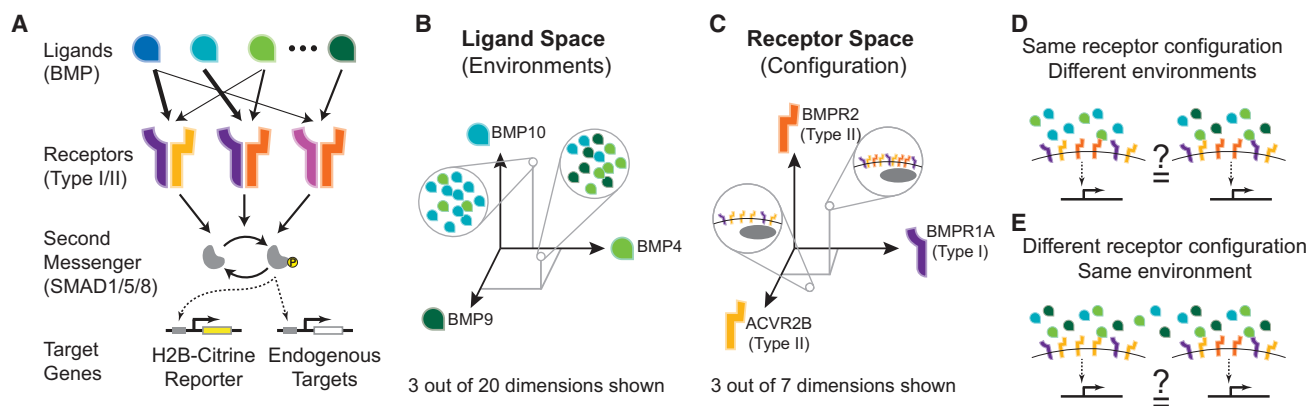 A
Ligands
(BMP)
Receptors
(Type I/II)
Second
Messenger
(SMAD1/5/8)
P
Target
Genes
H2B-Citrine
Reporter
Endogenous
Targets
B
Ligand Space
(Environments)
BMP10
BMP4
BMP9
3 out of 20 dimensions shown
C
Receptor Space
(Configuration)
BMPR2
(Type II)
BMPR1A
(Type I)
ACVR2B
(Type II)
3 out of 7 dimensions shown
D
Same receptor configuration
Different environments
?
=
E
Different receptor configuration
Same environment
?
=